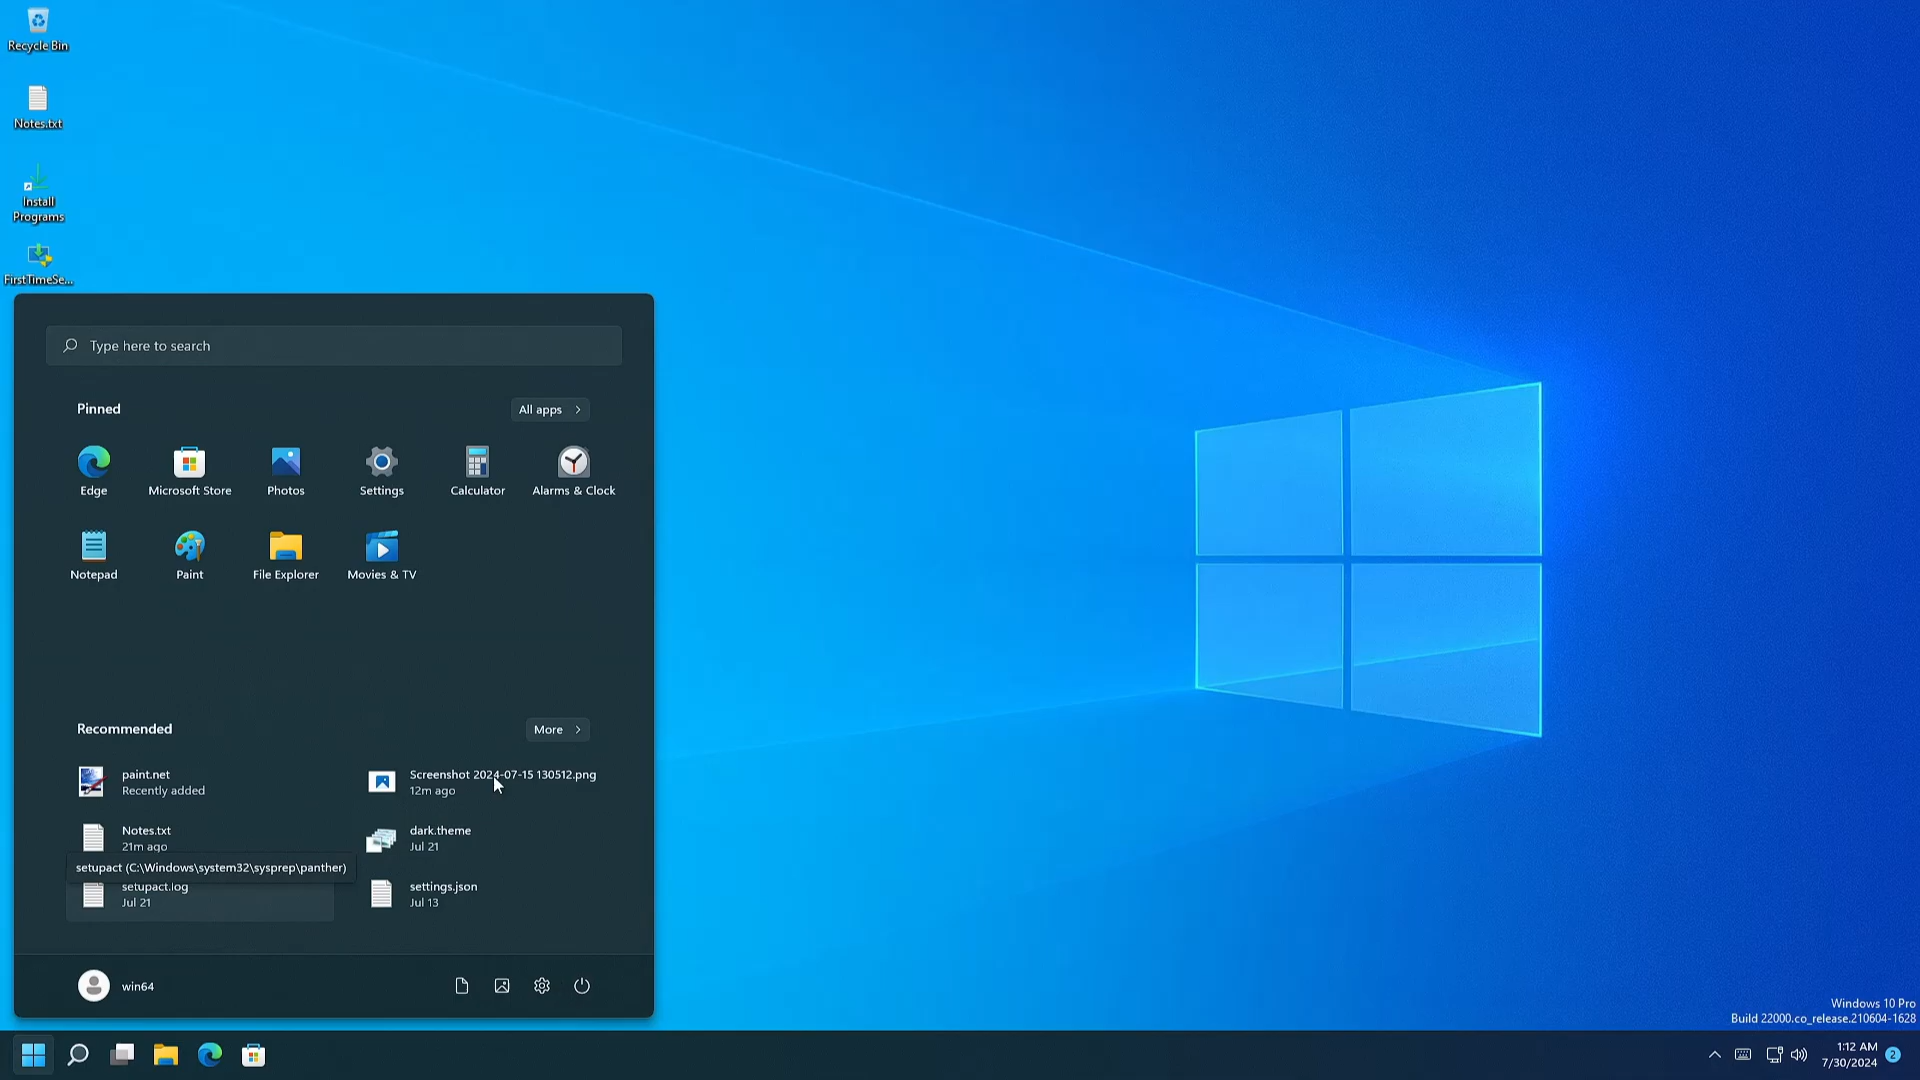 Recycle Bin
Notes.txt
Install
Programs
FirstTimeSe...
Type here to search
Pinned
All apps
Edge
Microsoft Store
Photos
Settings
Calculator
Alarms & Clock
Notepad
Paint
File Explorer
Movies & TV
Recommended
More
paint.net
Recently added
Screenshot 2024-07-15 130512.png
12m ago
Notes.txt
21m ago
dark.theme
Jul 21
setupact (C:\Windows\system32\sysprep\panther)
setupact.log
Jul 21
settings.json
Jul 13
win64
Windows 10 Pro
Build 22000.co_release.210604-1628
1:12 AM
7/30/2024
2